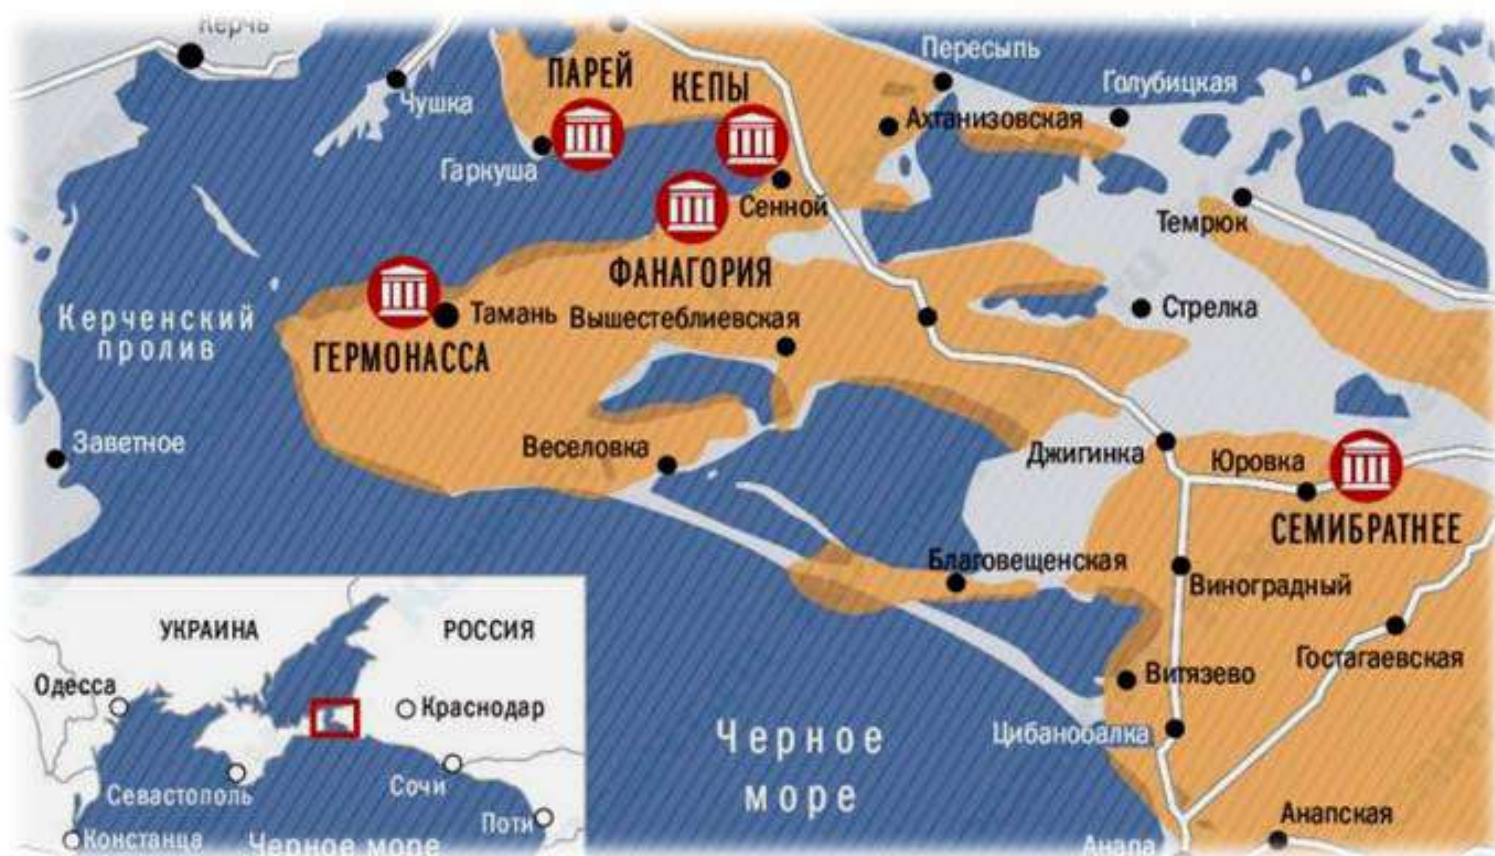 Керчь
Пересыпь
ПАРЕЙ
КЕПЫ
Голубицкая
Чушка
Ахтанизовская
Гаркуша
Сенной
Темрюк
ФАНАГОРИЯ
Керченский
пролив
Тамань
Вышестеблиевская
Стрелка
ГЕРМОНАССА
Заветное
Веселовка
Джигинка
Юровка
СЕМИБРАТНЕЕ
Благовещенская
Виноградный
УКРАИНА
РОССИЯ
Гостагаевская
Витязево
Одесса
Краснодар
Черное
море
Цибанобалка
Севастополь
Сочи
Анапская
Поти
Констанца
Черное море
Анапа